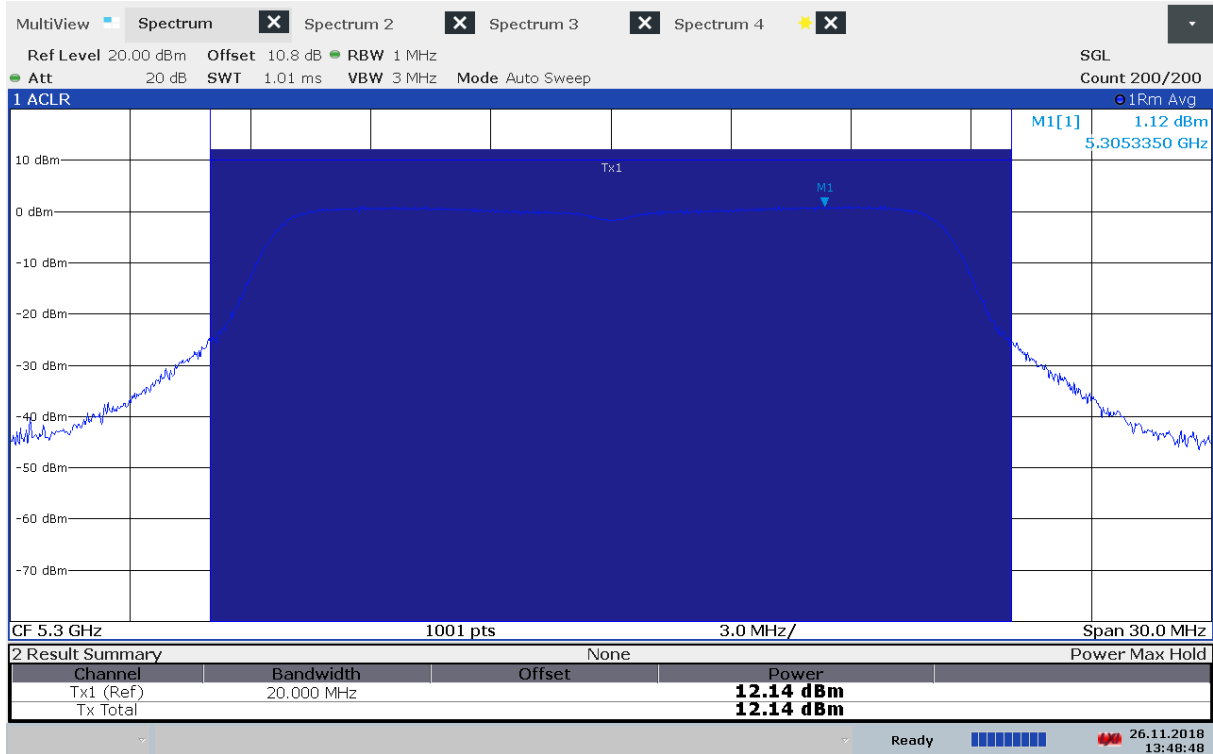 MultiView Spectrum Spectrum 2 Spectrum 3 Spectrum 4
Ref Level 20.00 dBm Offset 10.8 dB RBW 1 MHz SGL
Att 20 dB SWT 1.01 ms VBW 3 MHz Mode Auto Sweep Count 200/200
1 ACLR 1Rm Avg
M1[1] 1.12 dBm
5.3053350 GHz
10 dBm
Tx1
M1
0 dBm
-10 dBm
-20 dBm
-30 dBm
-40 dBm
-50 dBm
-60 dBm
-70 dBm
CF 5.3 GHz 1001 pts 3.0 MHz/ Span 30.0 MHz
2 Result Summary None Power Max Hold
Channel Bandwidth Offset Power
Tx1 (Ref) 20.000 MHz 12.14 dBm
Tx Total 12.14 dBm
Ready 26.11.2018
13:48:48